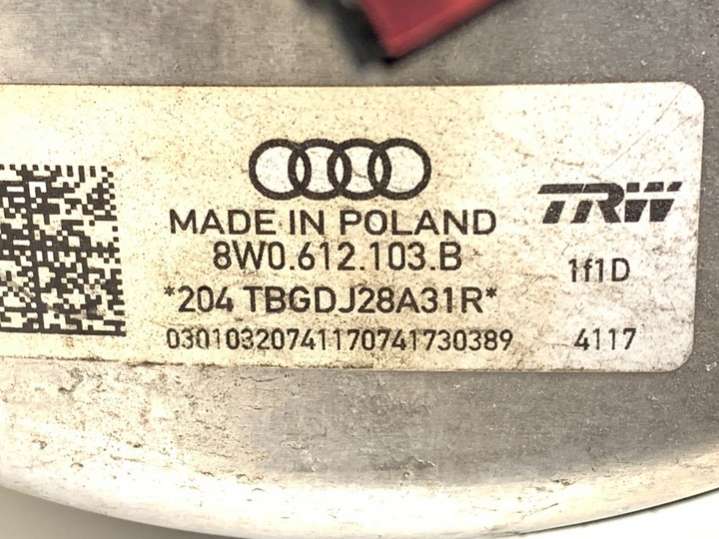 MADE IN POLAND
8W0.612.103.B
*204 TBGDJ28A31R*
03010320741170741730389
TRW
1f1D
4117